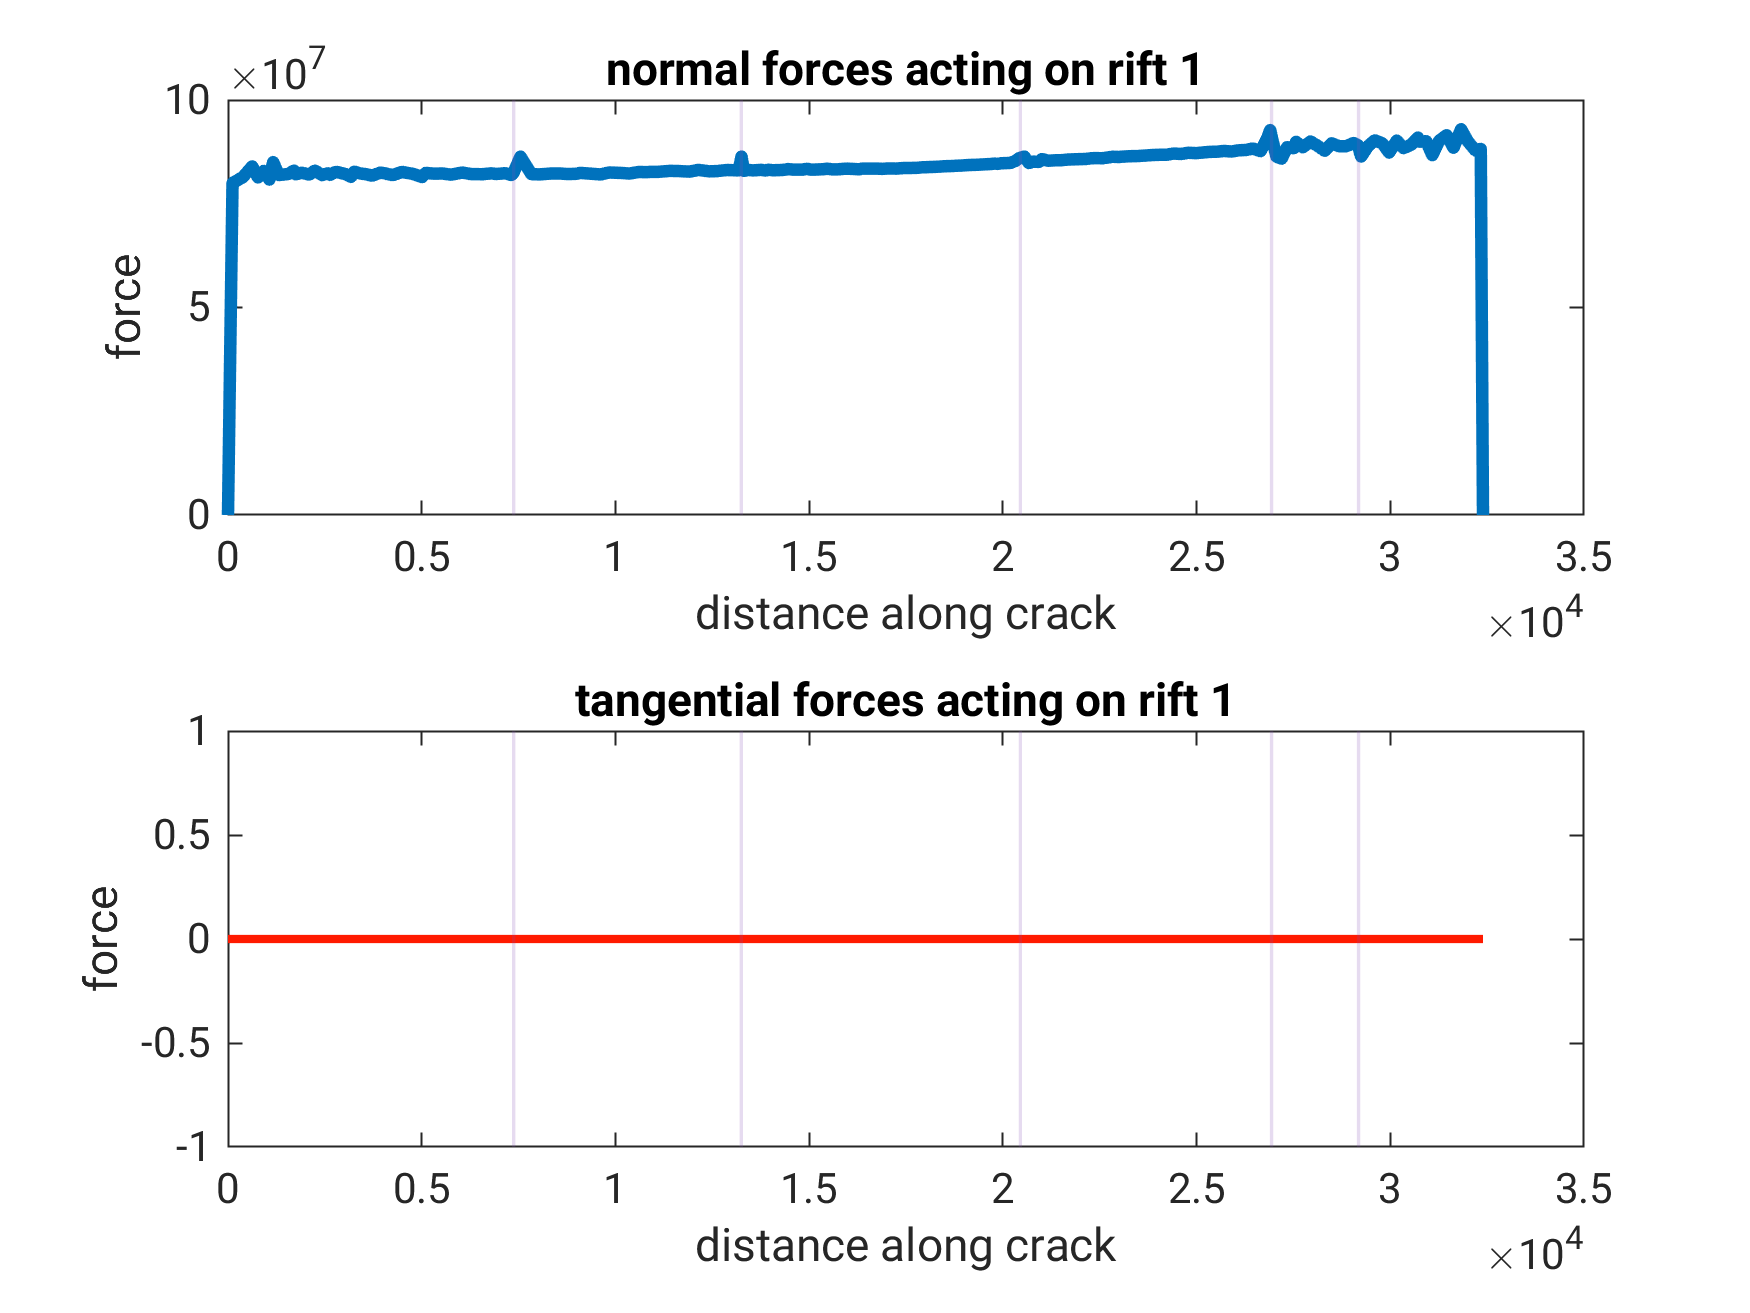 ×10⁷
normal forces acting on rift 1
10
5
0
force
0 0.5 1 1.5 2 2.5 3 3.5
distance along crack
×10⁴
tangential forces acting on rift 1
1
0.5
0
-0.5
-1
force
0 0.5 1 1.5 2 2.5 3 3.5
distance along crack
×10⁴